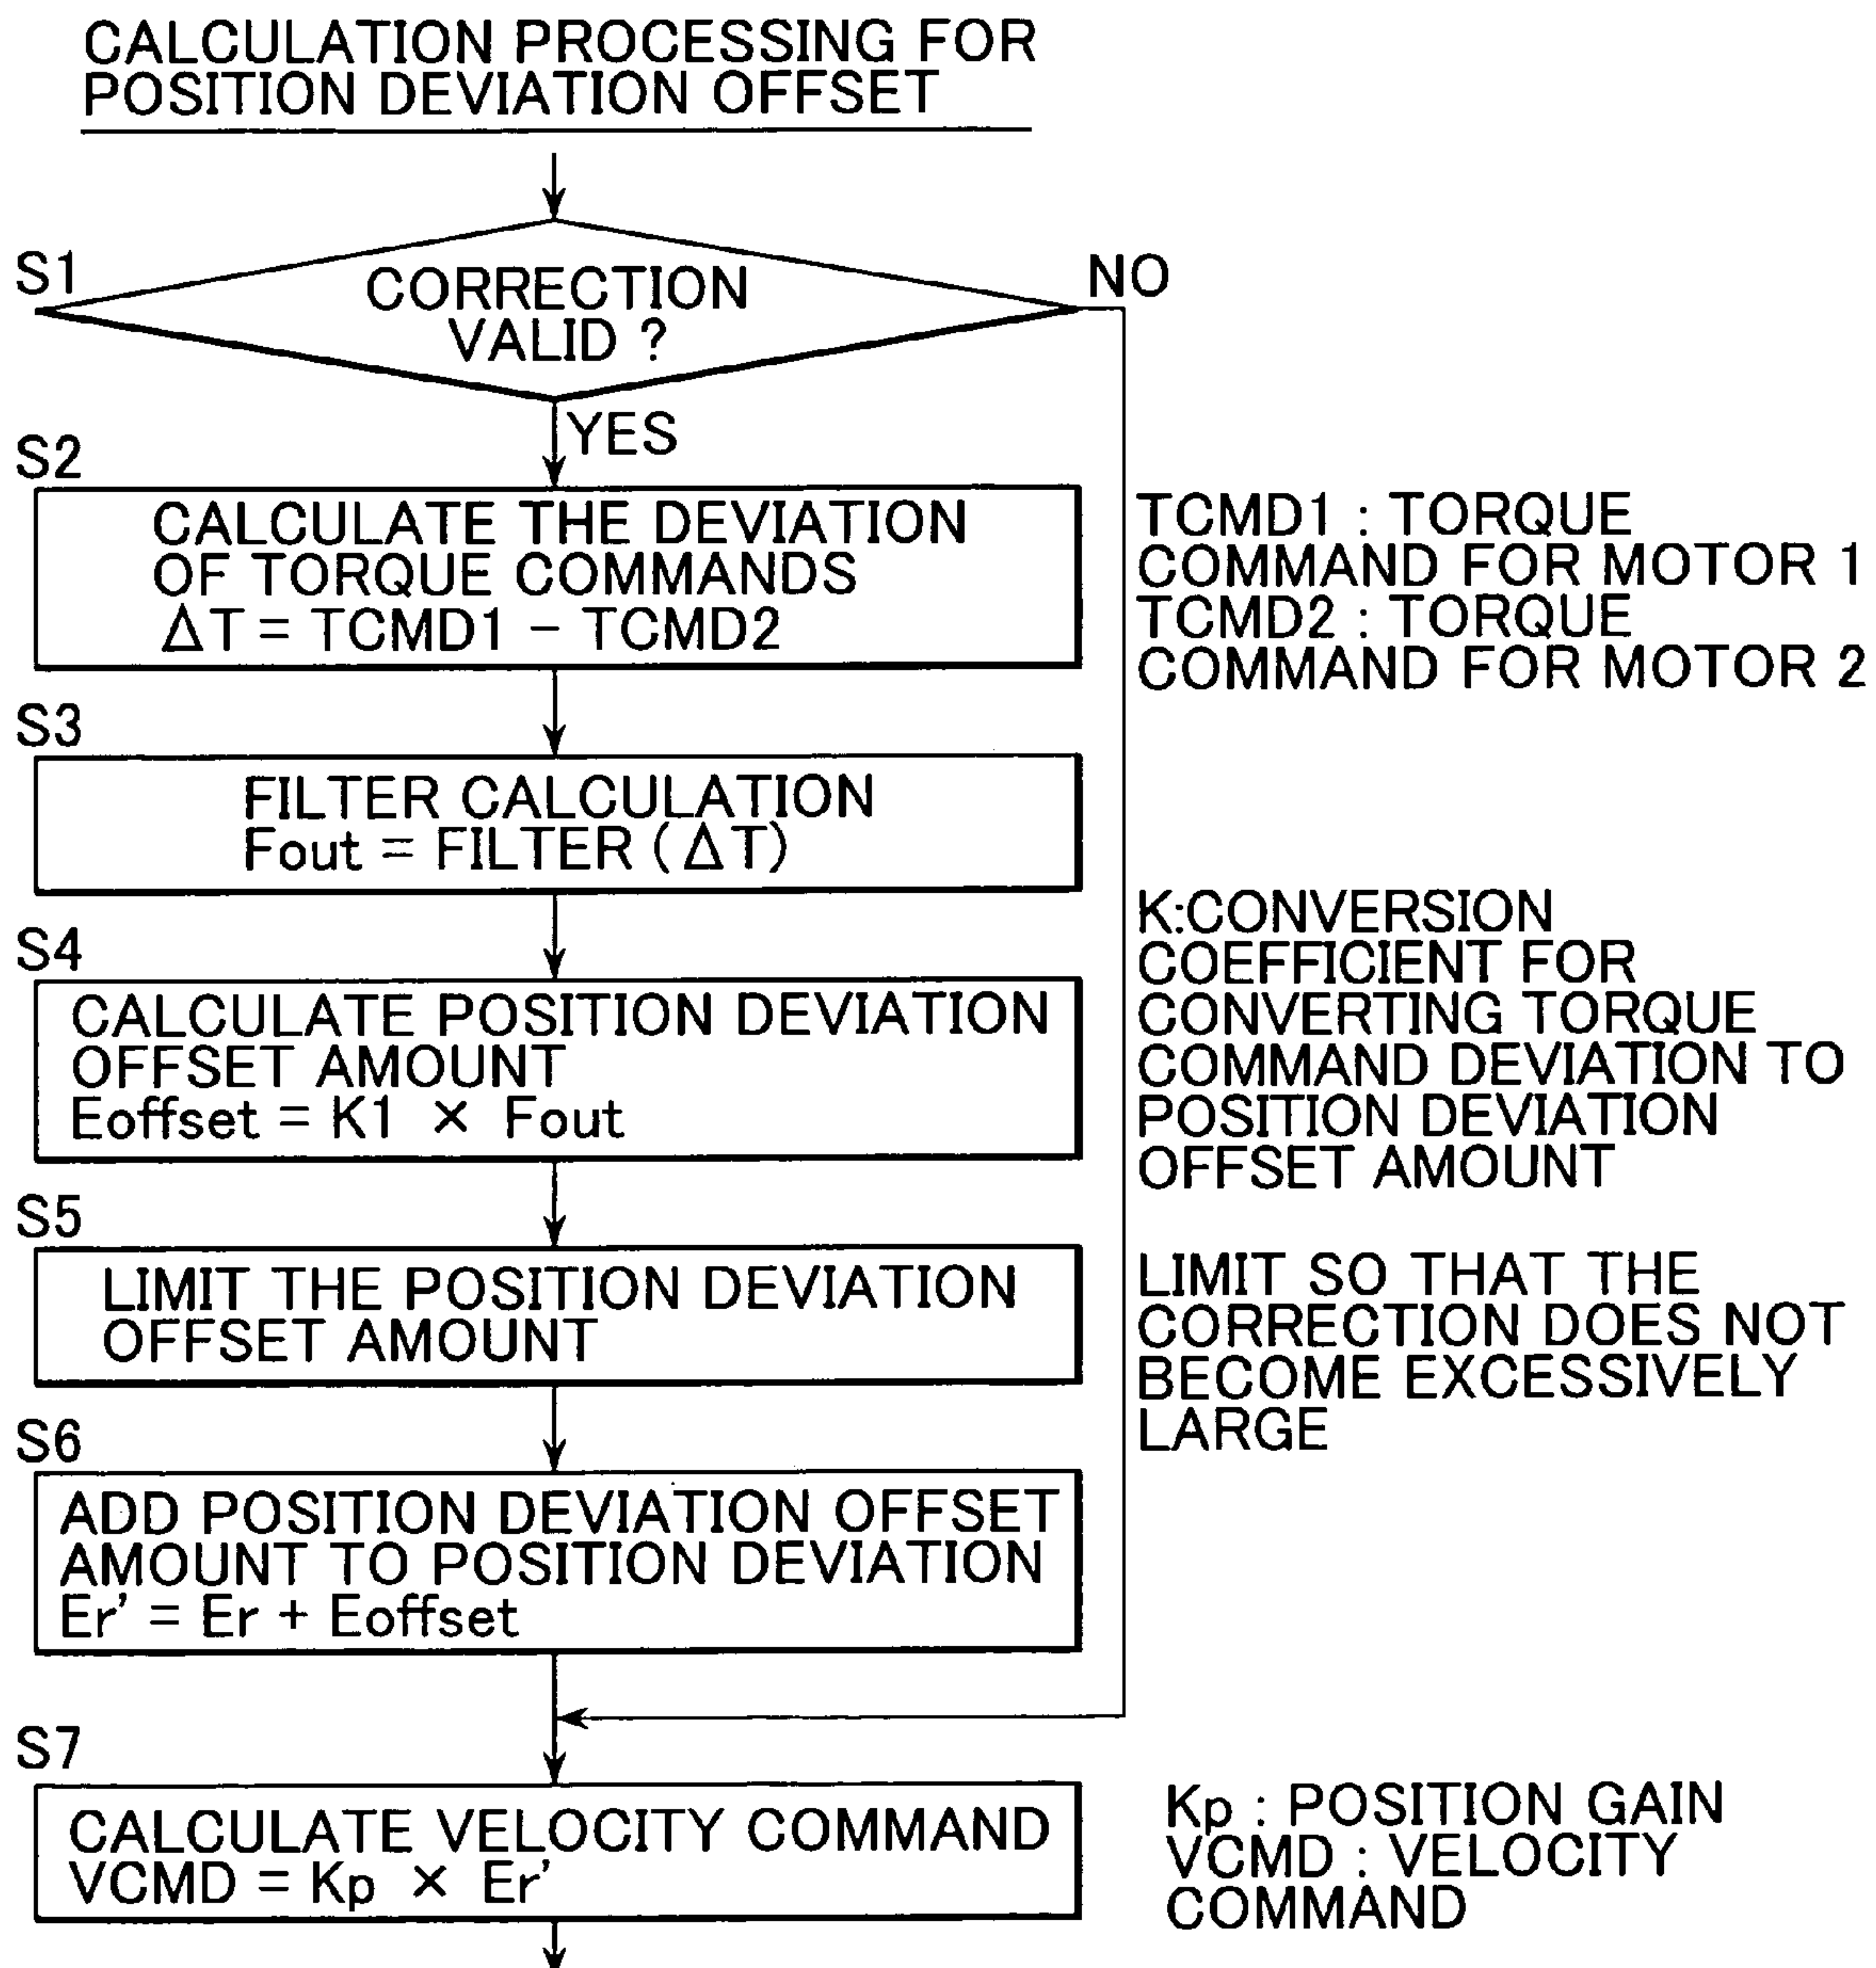 CALCULATION PROCESSING FOR
POSITION DEVIATION OFFSET
S1
CORRECTION
VALID ?
NO
YES
S2
CALCULATE THE DEVIATION
OF TORQUE COMMANDS
ΔT = TCMD1 − TCMD2
TCMD1 : TORQUE
COMMAND FOR MOTOR 1
TCMD2 : TORQUE
COMMAND FOR MOTOR 2
S3
FILTER CALCULATION
Fout = FILTER (ΔT)
S4
CALCULATE POSITION DEVIATION
OFFSET AMOUNT
Eoffset = K1 × Fout
K:CONVERSION
COEFFICIENT FOR
CONVERTING TORQUE
COMMAND DEVIATION TO
POSITION DEVIATION
OFFSET AMOUNT
S5
LIMIT THE POSITION DEVIATION
OFFSET AMOUNT
LIMIT SO THAT THE
CORRECTION DOES NOT
BECOME EXCESSIVELY
LARGE
S6
ADD POSITION DEVIATION OFFSET
AMOUNT TO POSITION DEVIATION
Er' = Er + Eoffset
S7
CALCULATE VELOCITY COMMAND
VCMD = Kp × Er'
Kp : POSITION GAIN
VCMD : VELOCITY
COMMAND